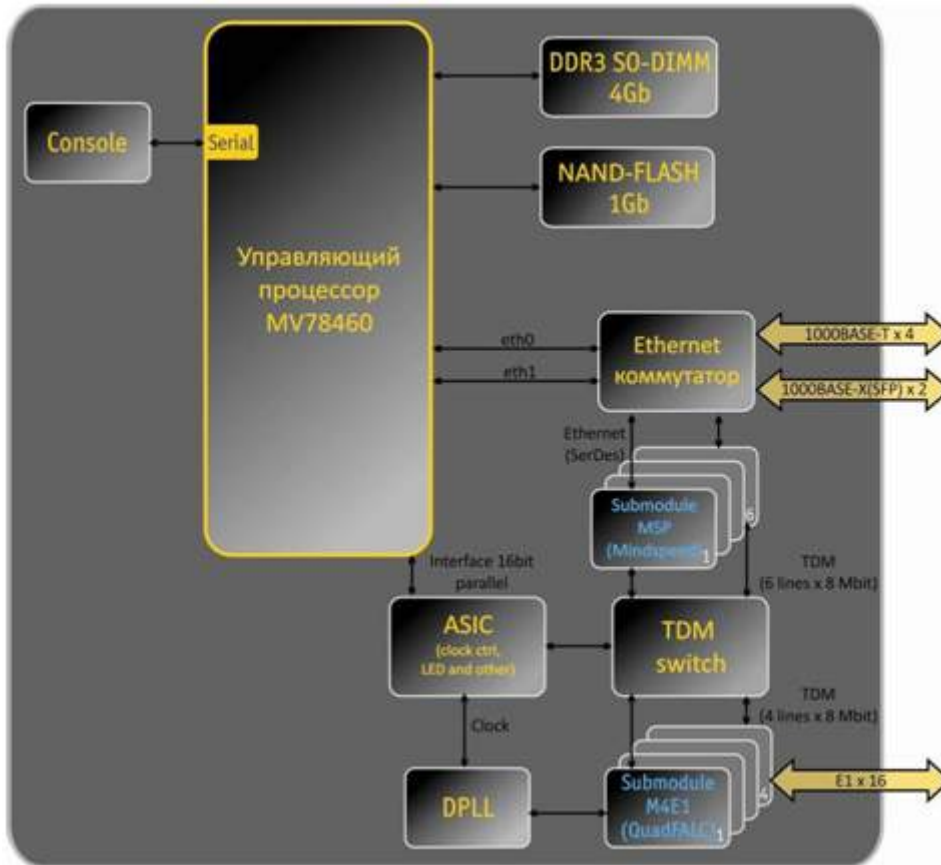 DDR3 SO-DIMM
4Gb
Console
Serial
NAND-FLASH
1Gb
Управляющий
процессор
MV78460
eth0
eth1
Ethernet
коммутатор
1000BASE-T x 4
1000BASE-X(SFP) x 2
Ethernet
(SerDes)
Submodule
MSP
(Mindspeed)
1
6
Interface 16bit
parallel
TDM
(6 lines x 8 Mbit)
ASIC
(clock ctrl,
LED and other)
TDM
switch
TDM
(4 lines x 8 Mbit)
Clock
DPLL
Submodule
M4E1
(QuadFALC)
1
4
E1 x 16